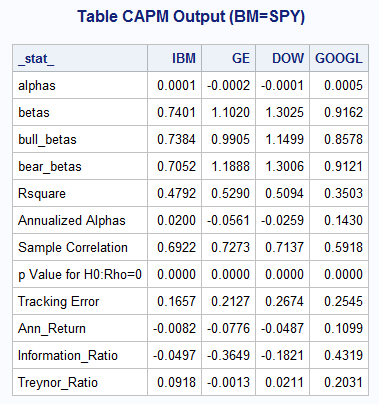 Table CAPM Output (BM=SPY)
_stat_ IBM GE DOW GOOGL
alphas 0.0001 -0.0002 -0.0001 0.0005
betas 0.7401 1.1020 1.3025 0.9162
bull_betas 0.7384 0.9905 1.1499 0.8578
bear_betas 0.7052 1.1888 1.3006 0.9121
Rsquare 0.4792 0.5290 0.5094 0.3503
Annualized Alphas 0.0200 -0.0561 -0.0259 0.1430
Sample Correlation 0.6922 0.7273 0.7137 0.5918
p Value for H0:Rho=0 0.0000 0.0000 0.0000 0.0000
Tracking Error 0.1657 0.2127 0.2674 0.2545
Ann_Return -0.0082 -0.0776 -0.0487 0.1099
Information_Ratio -0.0497 -0.3649 -0.1821 0.4319
Treynor_Ratio 0.0918 -0.0013 0.0211 0.2031